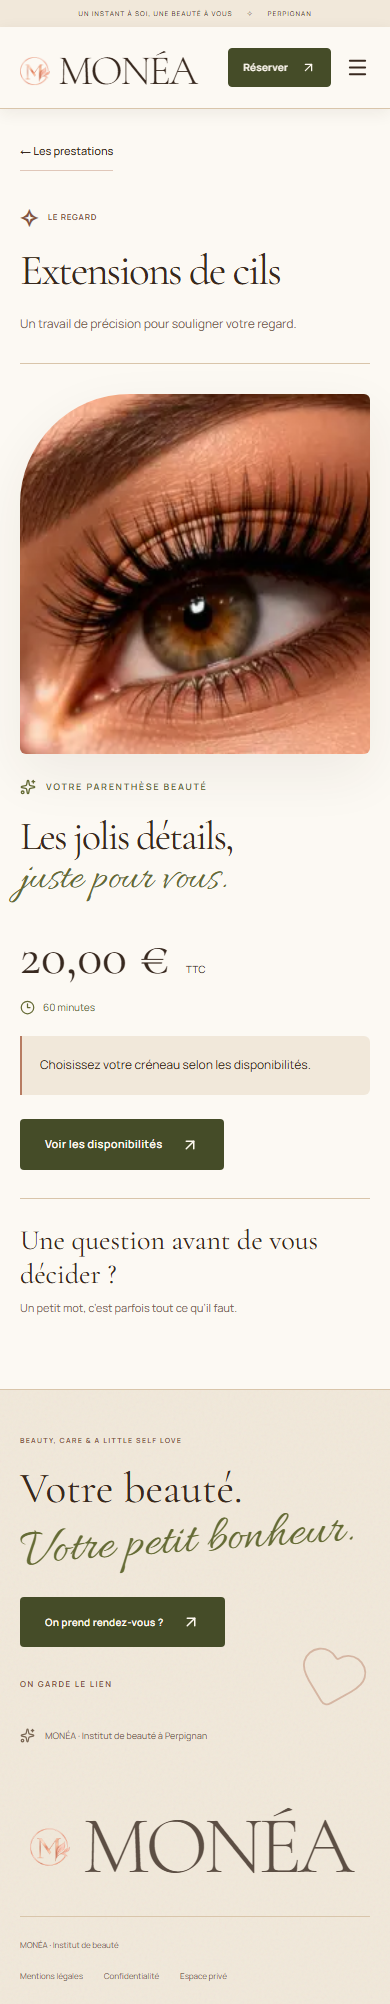 UN INSTANT À SOI, UNE BEAUTÉ À VOUS ✧ PERPIGNAN
M MONÉA
Réserver
← Les prestations
LE REGARD
Extensions de cils
Un travail de précision pour souligner votre regard.
VOTRE PARENTHÈSE BEAUTÉ
Les jolis détails,
juste pour vous.
20,00 € TTC
60 minutes
Choisissez votre créneau selon les disponibilités.
Voir les disponibilités
Une question avant de vous
décider ?
Un petit mot, c'est parfois tout ce qu'il faut.
BEAUTY, CARE & A LITTLE SELF LOVE
Votre beauté.
Votre petit bonheur.
On prend rendez-vous ?
ON GARDE LE LIEN
MONÉA · Institut de beauté à Perpignan
M MONÉA
MONÉA · Institut de beauté
Mentions légales Confidentialité Espace privé